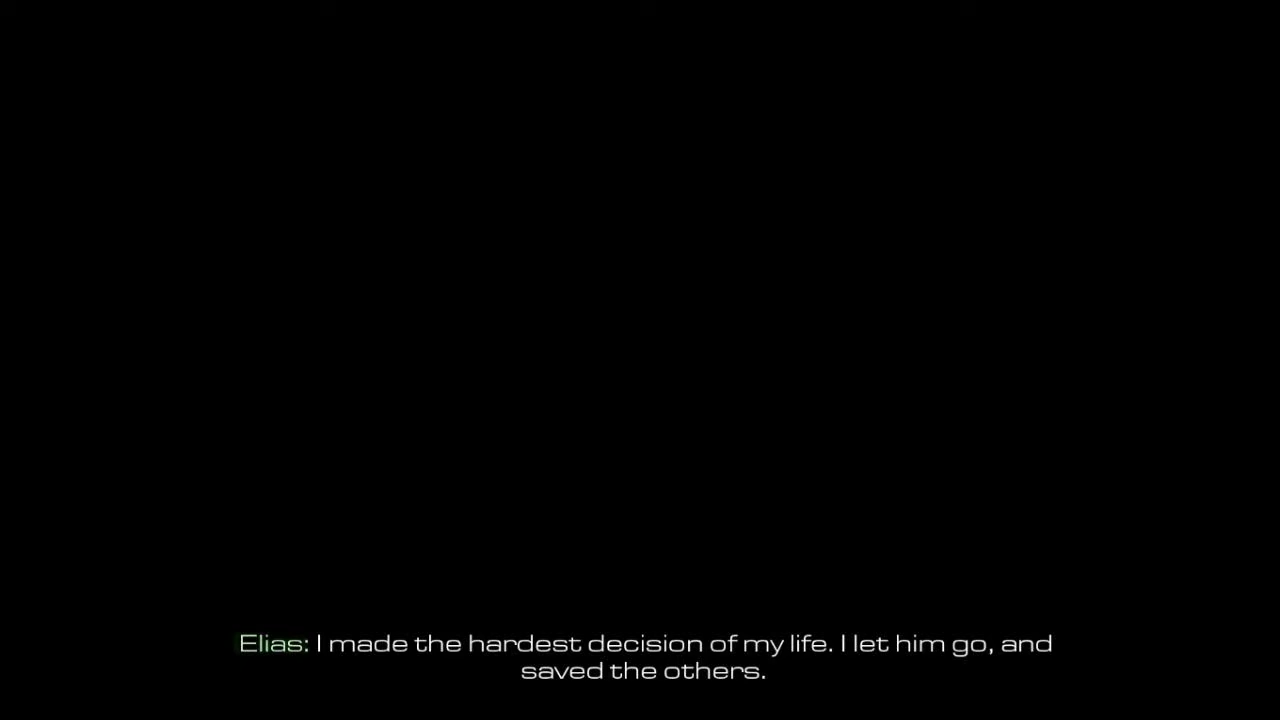 Elias: I made the hardest decision of my life. I let him go, and
saved the others.